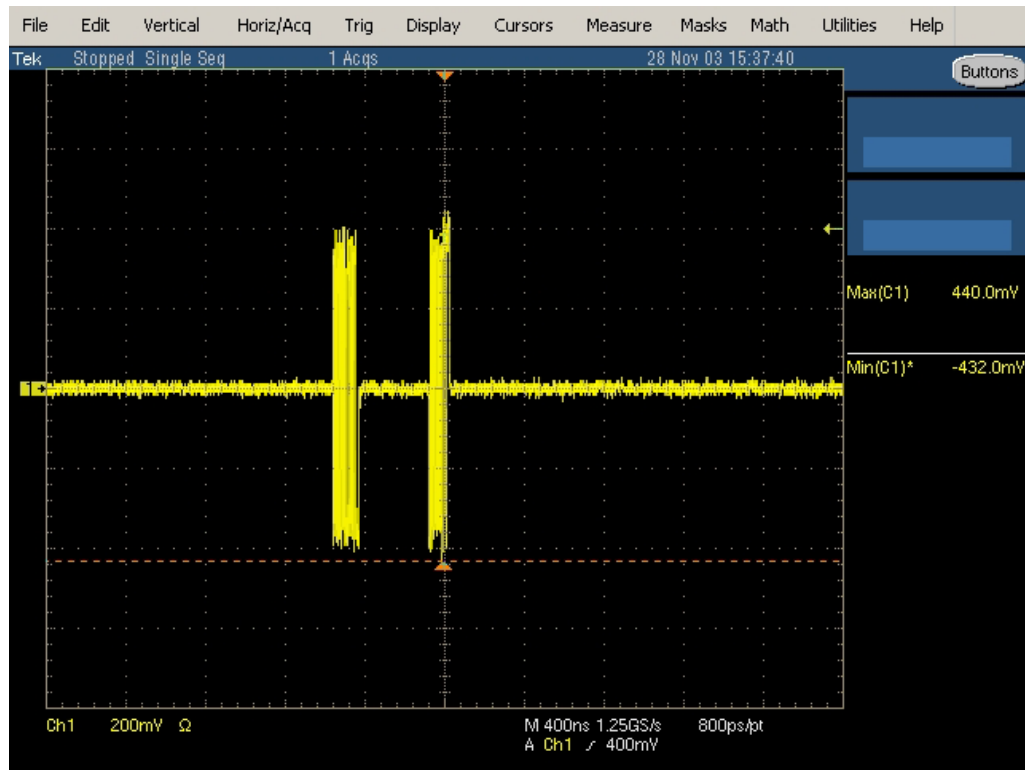 File Edit Vertical Horiz/Acq Trig Display Cursors Measure Masks Math Utilities Help
Tek Stopped Single Seq 1 Acqs 28 Nov 03 15:37:40
Buttons
Max(C1) 440.0mV
1
Min(C1)* -432.0mV
Ch1 200mV Ω M 400ns 1.25GS/s 800ps/pt
A Ch1 ⁄ 400mV